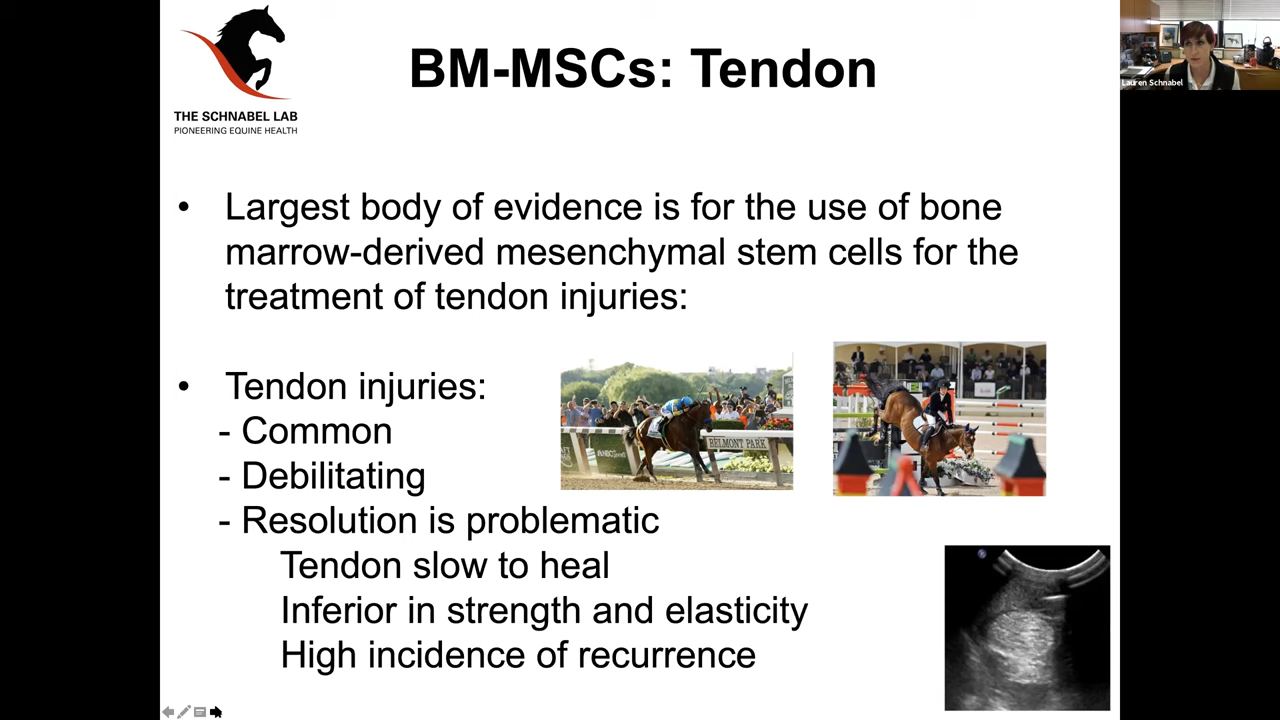 THE SCHNABEL LAB
PIONEERING EQUINE HEALTH
BM-MSCs: Tendon
Lauren Schnabel
• Largest body of evidence is for the use of bone
marrow-derived mesenchymal stem cells for the
treatment of tendon injuries:
• Tendon injuries:
- Common
- Debilitating
- Resolution is problematic
Tendon slow to heal
Inferior in strength and elasticity
High incidence of recurrence
BELMONT PARK